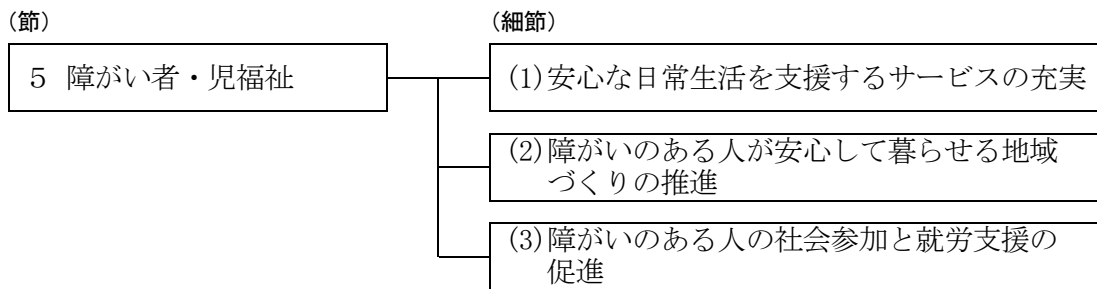 (節)
(細節)
５ 障がい者・児福祉
(1)安心な日常生活を支援するサービスの充実
(2)障がいのある人が安心して暮らせる地域
づくりの推進
(3)障がいのある人の社会参加と就労支援の
促進